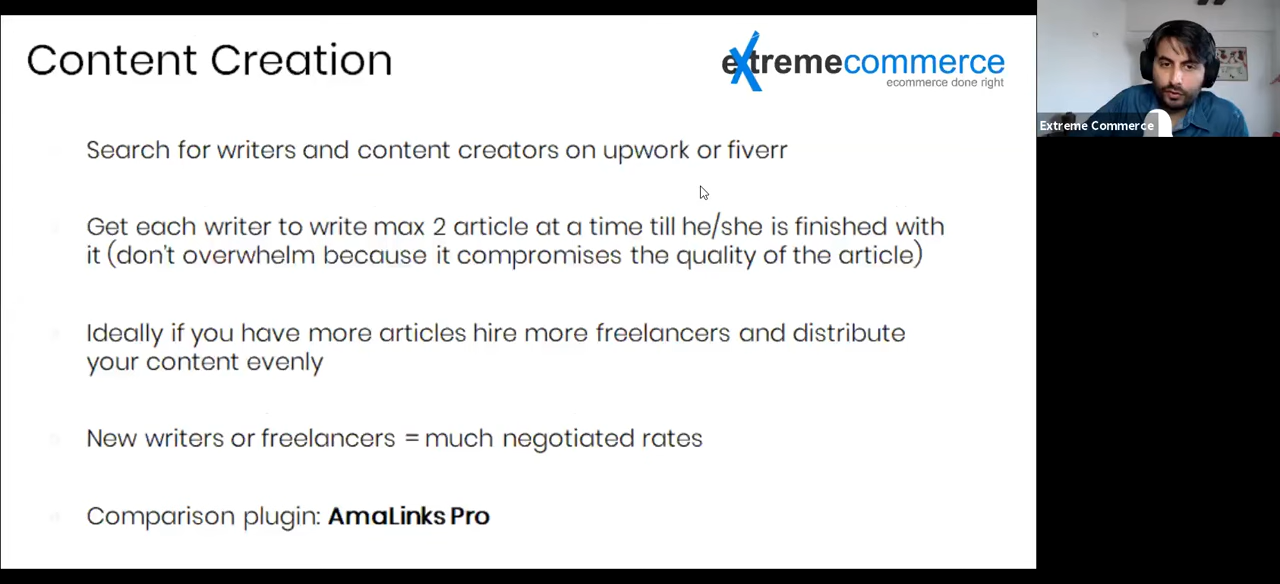 Content Creation
extremecommerce
ecommerce done right
Extreme Commerce
Search for writers and content creators on upwork or fiverr
Get each writer to write max 2 article at a time till he/she is finished with
it (don't overwhelm because it compromises the quality of the article)
Ideally if you have more articles hire more freelancers and distribute
your content evenly
New writers or freelancers = much negotiated rates
Comparison plugin: AmaLinks Pro